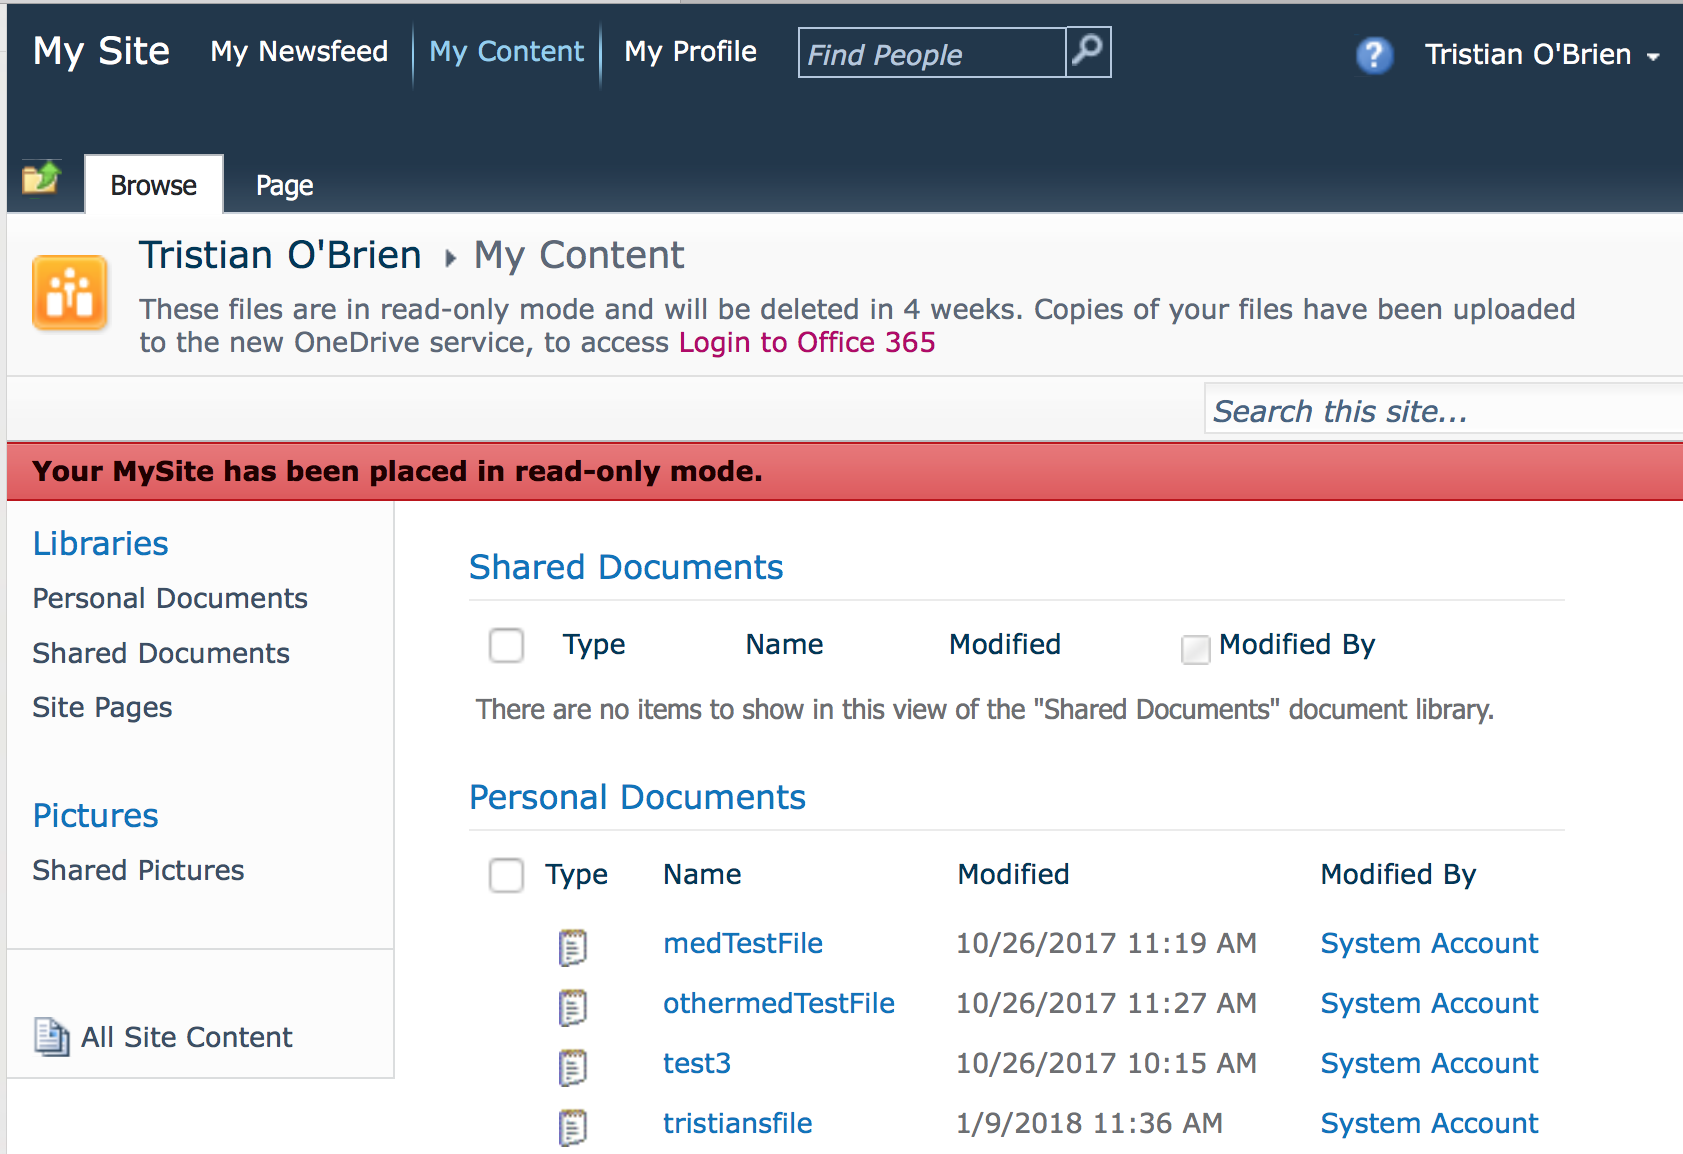 My Site My Newsfeed My Content My Profile Find People ? Tristian O'Brien
Browse Page
Tristian O'Brien My Content
These files are in read-only mode and will be deleted in 4 weeks. Copies of your files have been uploaded
to the new OneDrive service, to access Login to Office 365
Search this site...
Your MySite has been placed in read-only mode.
Libraries
Personal Documents
Shared Documents
Site Pages
Pictures
Shared Pictures
All Site Content
Shared Documents
Type Name Modified Modified By
There are no items to show in this view of the "Shared Documents" document library.
Personal Documents
Type Name Modified Modified By
medTestFile 10/26/2017 11:19 AM System Account
othermedTestFile 10/26/2017 11:27 AM System Account
test3 10/26/2017 10:15 AM System Account
tristiansfile 1/9/2018 11:36 AM System Account